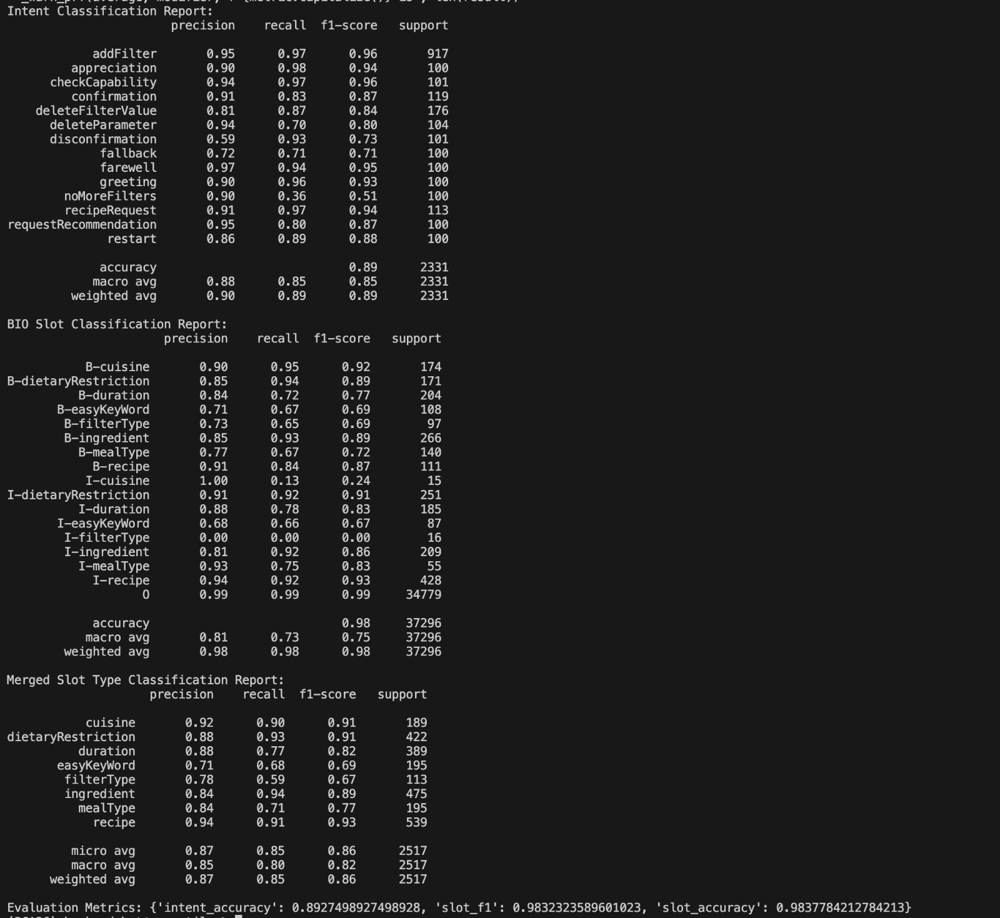 Intent Classification Report:
precision recall f1-score support
addFilter 0.95 0.97 0.96 917
appreciation 0.90 0.98 0.94 100
checkCapability 0.94 0.97 0.96 101
confirmation 0.91 0.83 0.87 119
deleteFilterValue 0.81 0.87 0.84 176
deleteParameter 0.94 0.70 0.80 104
disconfirmation 0.59 0.93 0.73 101
fallback 0.72 0.71 0.71 100
farewell 0.97 0.94 0.95 100
greeting 0.90 0.96 0.93 100
noMoreFilters 0.90 0.36 0.51 100
recipeRequest 0.91 0.97 0.94 113
requestRecommendation 0.95 0.80 0.87 100
restart 0.86 0.89 0.88 100
accuracy 0.89 2331
macro avg 0.88 0.85 0.85 2331
weighted avg 0.90 0.89 0.89 2331
BIO Slot Classification Report:
precision recall f1-score support
B-cuisine 0.90 0.95 0.92 174
B-dietaryRestriction 0.85 0.94 0.89 171
B-duration 0.84 0.72 0.77 204
B-easyKeyWord 0.71 0.67 0.69 108
B-filterType 0.73 0.65 0.69 97
B-ingredient 0.85 0.93 0.89 266
B-mealType 0.77 0.67 0.72 140
B-recipe 0.91 0.84 0.87 111
I-cuisine 1.00 0.13 0.24 15
I-dietaryRestriction 0.91 0.92 0.91 251
I-duration 0.88 0.78 0.83 185
I-easyKeyWord 0.68 0.66 0.67 87
I-filterType 0.00 0.00 0.00 16
I-ingredient 0.81 0.92 0.86 209
I-mealType 0.93 0.75 0.83 55
I-recipe 0.94 0.92 0.93 428
O 0.99 0.99 0.99 34779
accuracy 0.98 37296
macro avg 0.81 0.73 0.75 37296
weighted avg 0.98 0.98 0.98 37296
Merged Slot Type Classification Report:
precision recall f1-score support
cuisine 0.92 0.90 0.91 189
dietaryRestriction 0.88 0.93 0.91 422
duration 0.88 0.77 0.82 389
easyKeyWord 0.71 0.68 0.69 195
filterType 0.78 0.59 0.67 113
ingredient 0.84 0.94 0.89 475
mealType 0.84 0.71 0.77 195
recipe 0.94 0.91 0.93 539
micro avg 0.87 0.85 0.86 2517
macro avg 0.85 0.80 0.82 2517
weighted avg 0.87 0.85 0.86 2517
Evaluation Metrics: {'intent_accuracy': 0.8927498927498928, 'slot_f1': 0.9832323589601023, 'slot_accuracy': 0.9837784212784213}